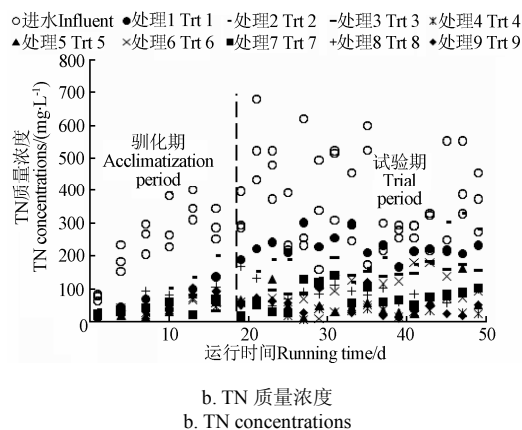 进水Influent 处理1 Trt 1 处理2 Trt 2 处理3 Trt 3 处理4 Trt 4
处理5 Trt 5 处理6 Trt 6 处理7 Trt 7 处理8 Trt 8 处理9 Trt 9
TN质量浓度
TN concentrations/(mg·L-1)
800
700
600
500
400
300
200
100
0
驯化期
Acclimatization
period
试验期
Trial
period
0 10 20 30 40 50
运行时间Running time/d
b. TN 质量浓度
b. TN concentrations